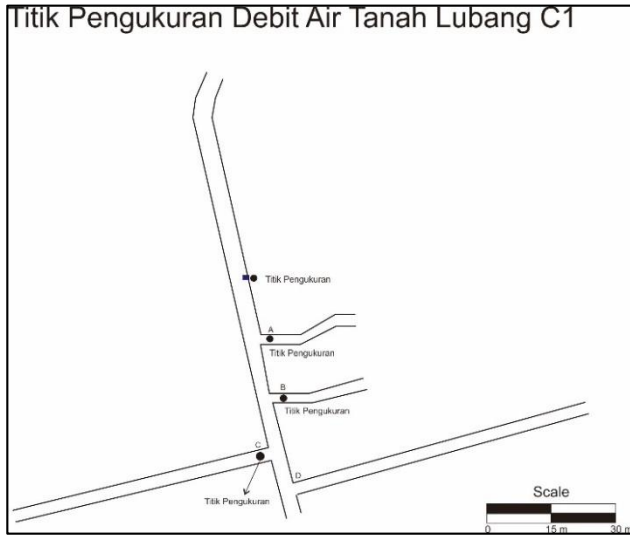 Titik Pengukuran Debit Air Tanah Lubang C1
Titik Pengukuran
A
Titik Pengukuran
B
Titik Pengukuran
C
D
Titik Pengukuran
Scale
0 15 m 30 m